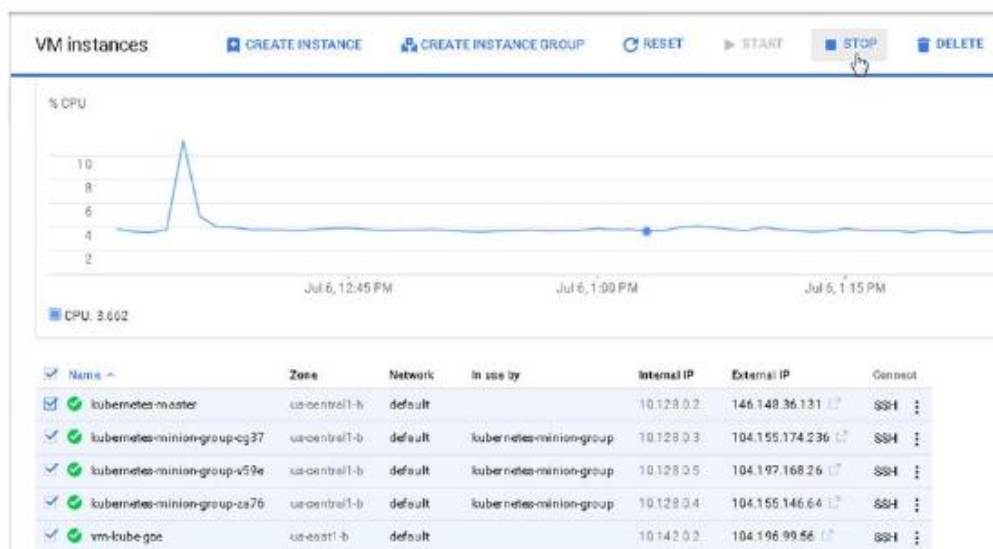 VM instances CREATE INSTANCE CREATE INSTANCE GROUP RESET START STOP DELETE
% CPU
10
8
6
4
2
Jul 6, 12:45 PM Jul 6, 1:00 PM Jul 6, 1:15 PM
CPU: 3.662
Name Zone Network In use by Internal IP External IP Connect
kubernetes-master us-central1-b default 10.128.0.2 146.148.36.131 SSH
kubernetes-minion-group-cg37 us-central1-b default kubernetes-minion-group 10.128.0.3 104.155.174.236 SSH
kubernetes-minion-group-v59e us-central1-b default kubernetes-minion-group 10.128.0.5 104.197.168.26 SSH
kubernetes-minion-group-za76 us-central1-b default kubernetes-minion-group 10.128.0.4 104.155.146.64 SSH
vm-kube-gce us-east1-b default 10.142.0.2 104.196.99.56 SSH